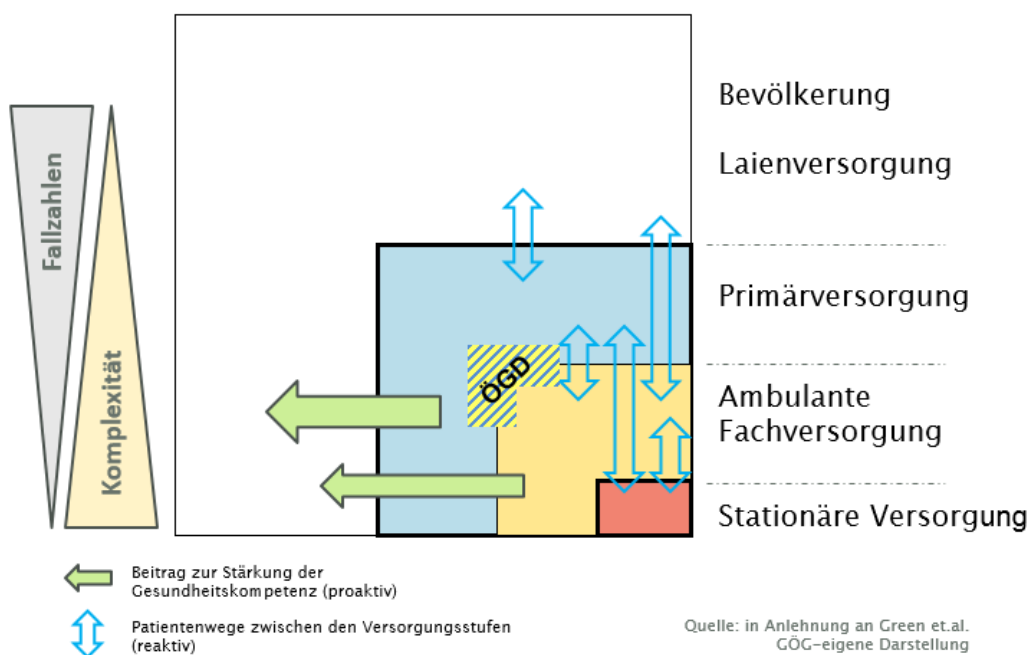 Bevölkerung
Laienversorgung
Fallzahlen
Komplexität
Primärversorgung
ÖGD
Ambulante
Fachversorgung
Stationäre Versorgung
Beitrag zur Stärkung der
Gesundheitskompetenz (proaktiv)
Patientenwege zwischen den Versorgungsstufen
(reaktiv)
Quelle: in Anlehnung an Green et.al.
GÖG-eigene Darstellung